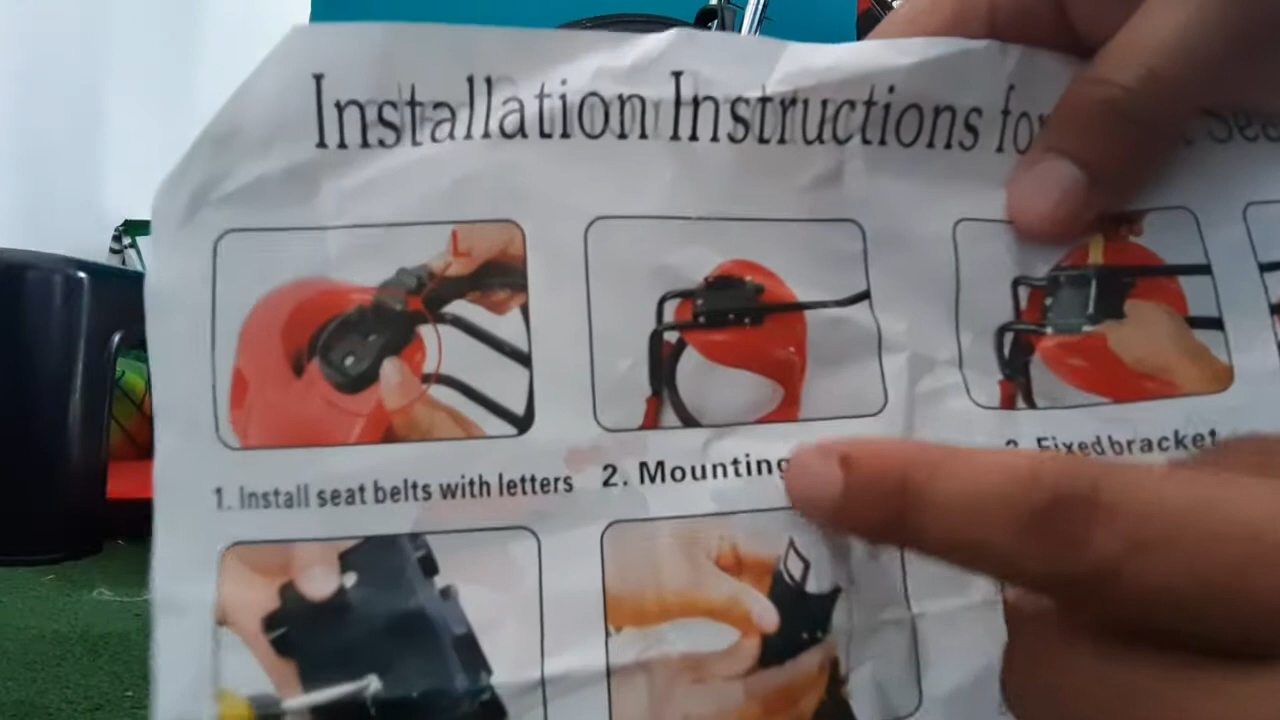 Installation Instructions for
L
1. Install seat belts with letters
2. Mounting
Fixed bracket